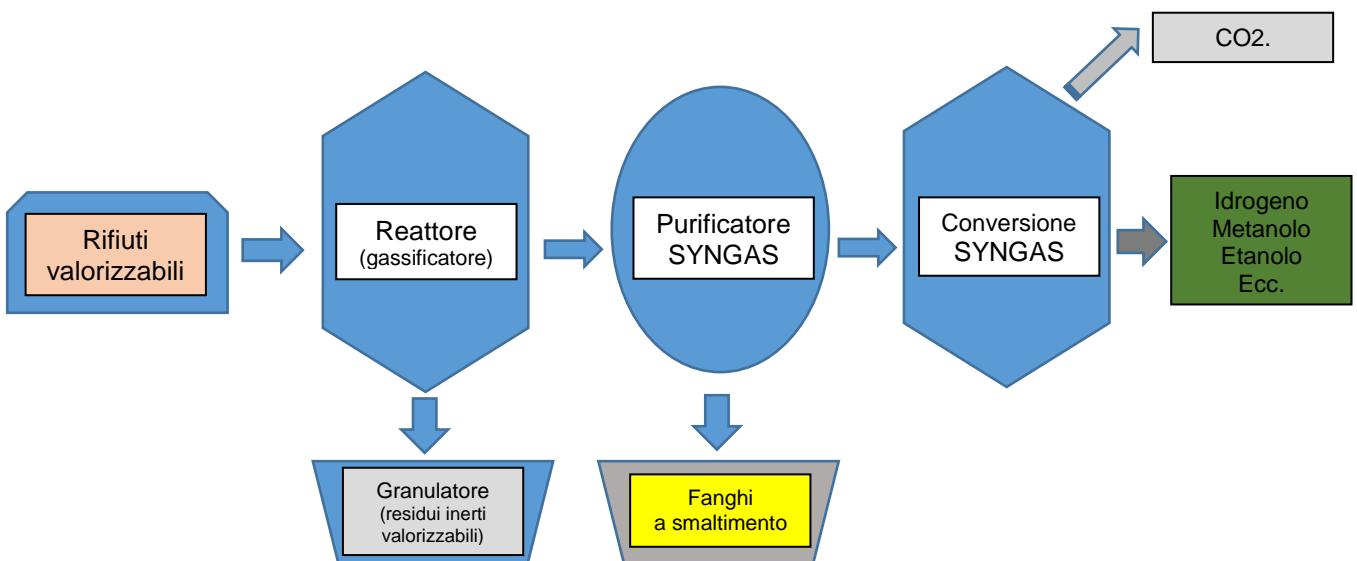 CO2.
Rifiuti
valorizzabili
Reattore
(gassificatore)
Purificatore
SYNGAS
Conversione
SYNGAS
Idrogeno
Metanolo
Etanolo
Ecc.
Granulatore
(residui inerti
valorizzabili)
Fanghi
a smaltimento